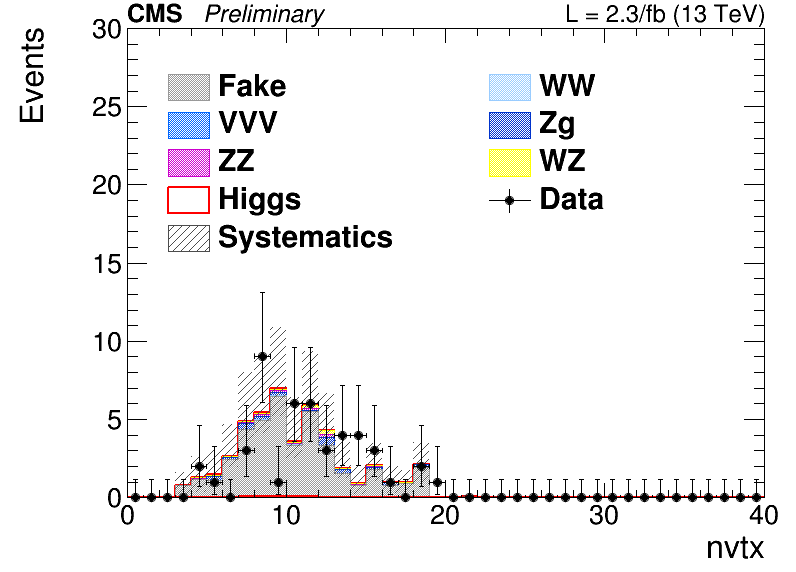 CMS Preliminary L = 2.3/fb (13 TeV)
Events
30
25
20
15
10
5
0
Fake WW
VVV Zg
ZZ WZ
Higgs Data
Systematics
0 10 20 30 40
nvtx